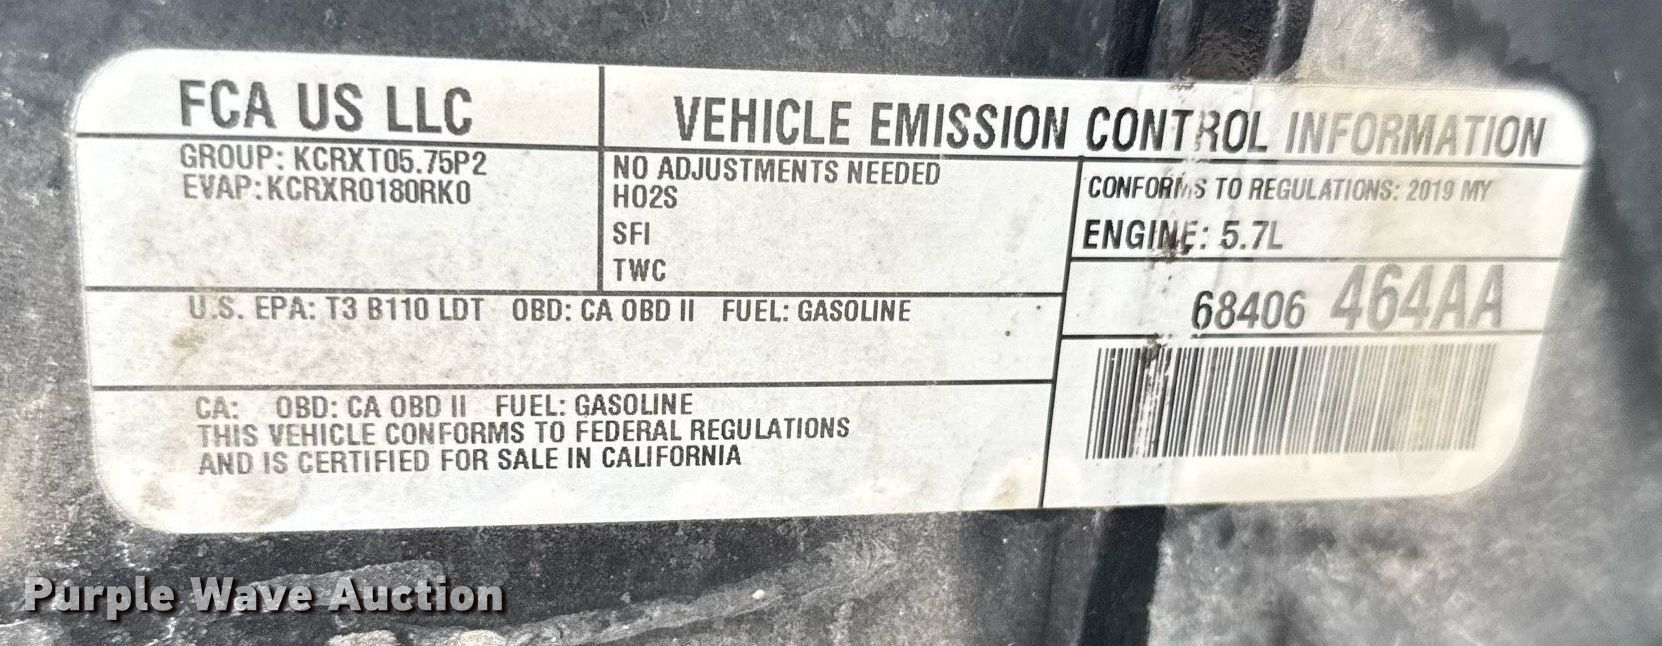 FCA US LLC
VEHICLE EMISSION CONTROL INFORMATION
GROUP: KCRXT05.75P2
EVAP: KCRXR0180RK0
NO ADJUSTMENTS NEEDED
HO2S
SFI
TWC
CONFORMS TO REGULATIONS: 2019 MY
ENGINE: 5.7L
U.S. EPA: T3 B110 LDT OBD: CA OBD II FUEL: GASOLINE
68406 464AA
CA: OBD: CA OBD II FUEL: GASOLINE
THIS VEHICLE CONFORMS TO FEDERAL REGULATIONS
AND IS CERTIFIED FOR SALE IN CALIFORNIA
Purple Wave Auction